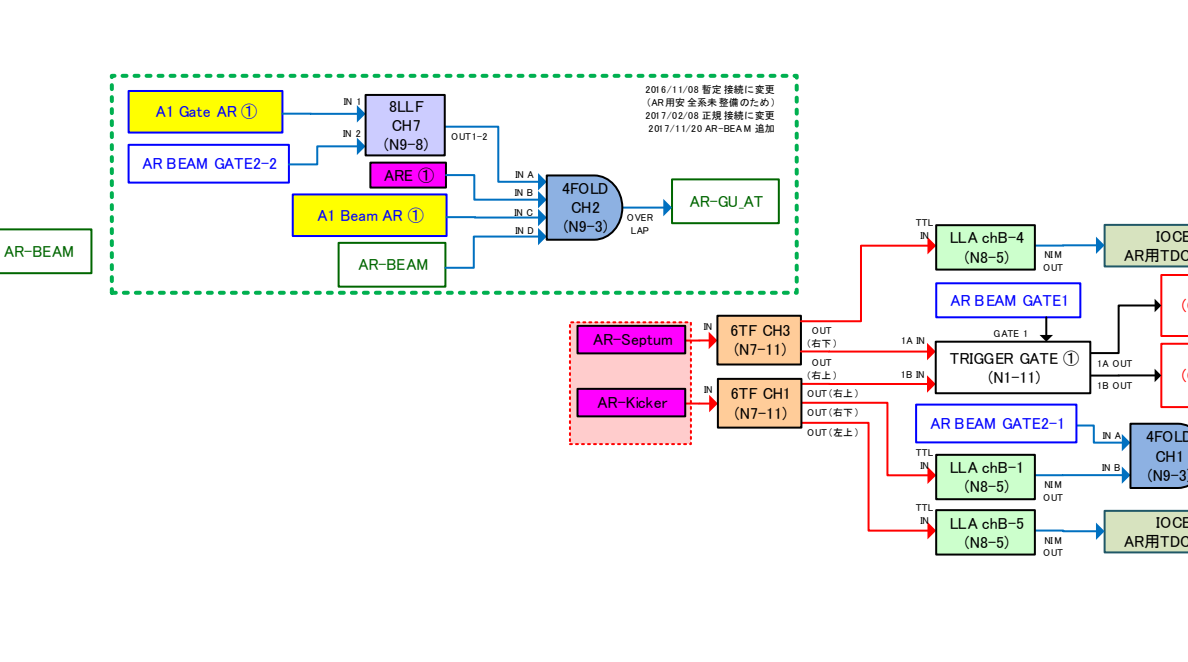 2016/11/08 暫定接続に変更
(AR用安全系未整備のため)
2017/02/08 正規接続に変更
2017/11/20 AR-BEAM 追加
A1 Gate AR ①
IN 1
8LLF
CH7
(N9-8)
IN 2
OUT1-2
AR BEAM GATE2-2
ARE ①
IN A
IN B
IN C
IN D
4FOLD
CH2
(N9-3)
OVER
LAP
AR-GU_AT
A1 Beam AR ①
AR-BEAM
AR-BEAM
TTL
IN
LLA chB-4
(N8-5)
NIM
OUT
AR用TDC
AR BEAM GATE1
GATE 1
AR-Septum
IN
6TF CH3
(N7-11)
OUT
(右下)
OUT
(右上)
1A IN
1B IN
TRIGGER GATE ①
(N1-11)
1A OUT
1B OUT
AR-Kicker
IN
6TF CH1
(N7-11)
OUT(右上)
OUT(右下)
OUT(左上)
AR BEAM GATE2-1
IN A
IN B
4FOLD
CH1
(N9-3)
TTL
IN
LLA chB-1
(N8-5)
NIM
OUT
TTL
IN
LLA chB-5
(N8-5)
NIM
OUT
AR用TDC